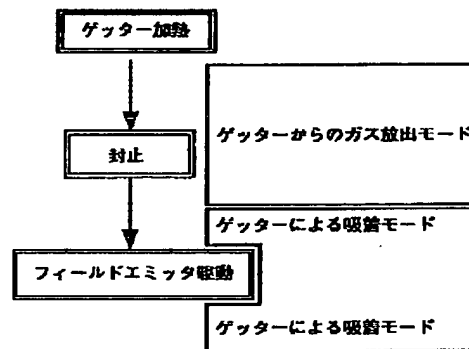 ゲッター加熱
ゲッターからのガス放出モード
封止
ゲッターによる吸着モード
フィールドエミッタ駆動
ゲッターによる吸着モード